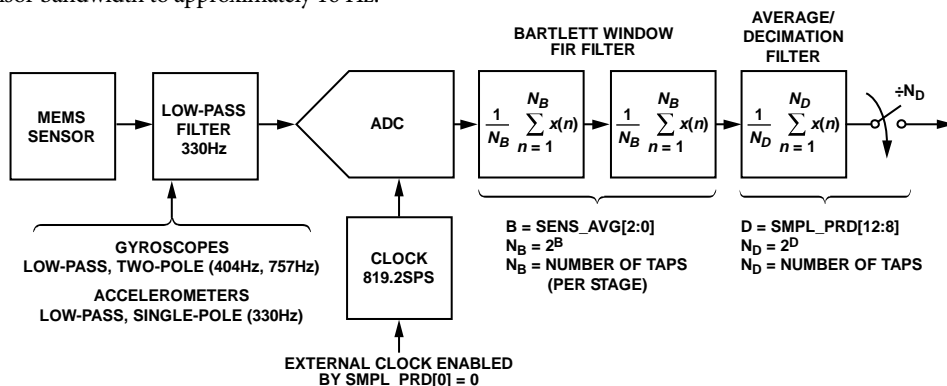 sor bandwidth to approximately 16 Hz.
BARTLETT WINDOW
FIR FILTER
AVERAGE/
DECIMATION
FILTER
MEMS
SENSOR
LOW-PASS
FILTER
330Hz
ADC
1/N_B Σ x(n) N_B n = 1
1/N_B Σ x(n) N_B n = 1
1/N_D Σ x(n) N_D n = 1
÷N_D
GYROSCOPES
LOW-PASS, TWO-POLE (404Hz, 757Hz)
ACCELEROMETERS
LOW-PASS, SINGLE-POLE (330Hz)
CLOCK
819.2SPS
EXTERNAL CLOCK ENABLED
BY SMPL_PRD[0] = 0
B = SENS_AVG[2:0]
N_B = 2^B
N_B = NUMBER OF TAPS
(PER STAGE)
D = SMPL_PRD[12:8]
N_D = 2^D
N_D = NUMBER OF TAPS